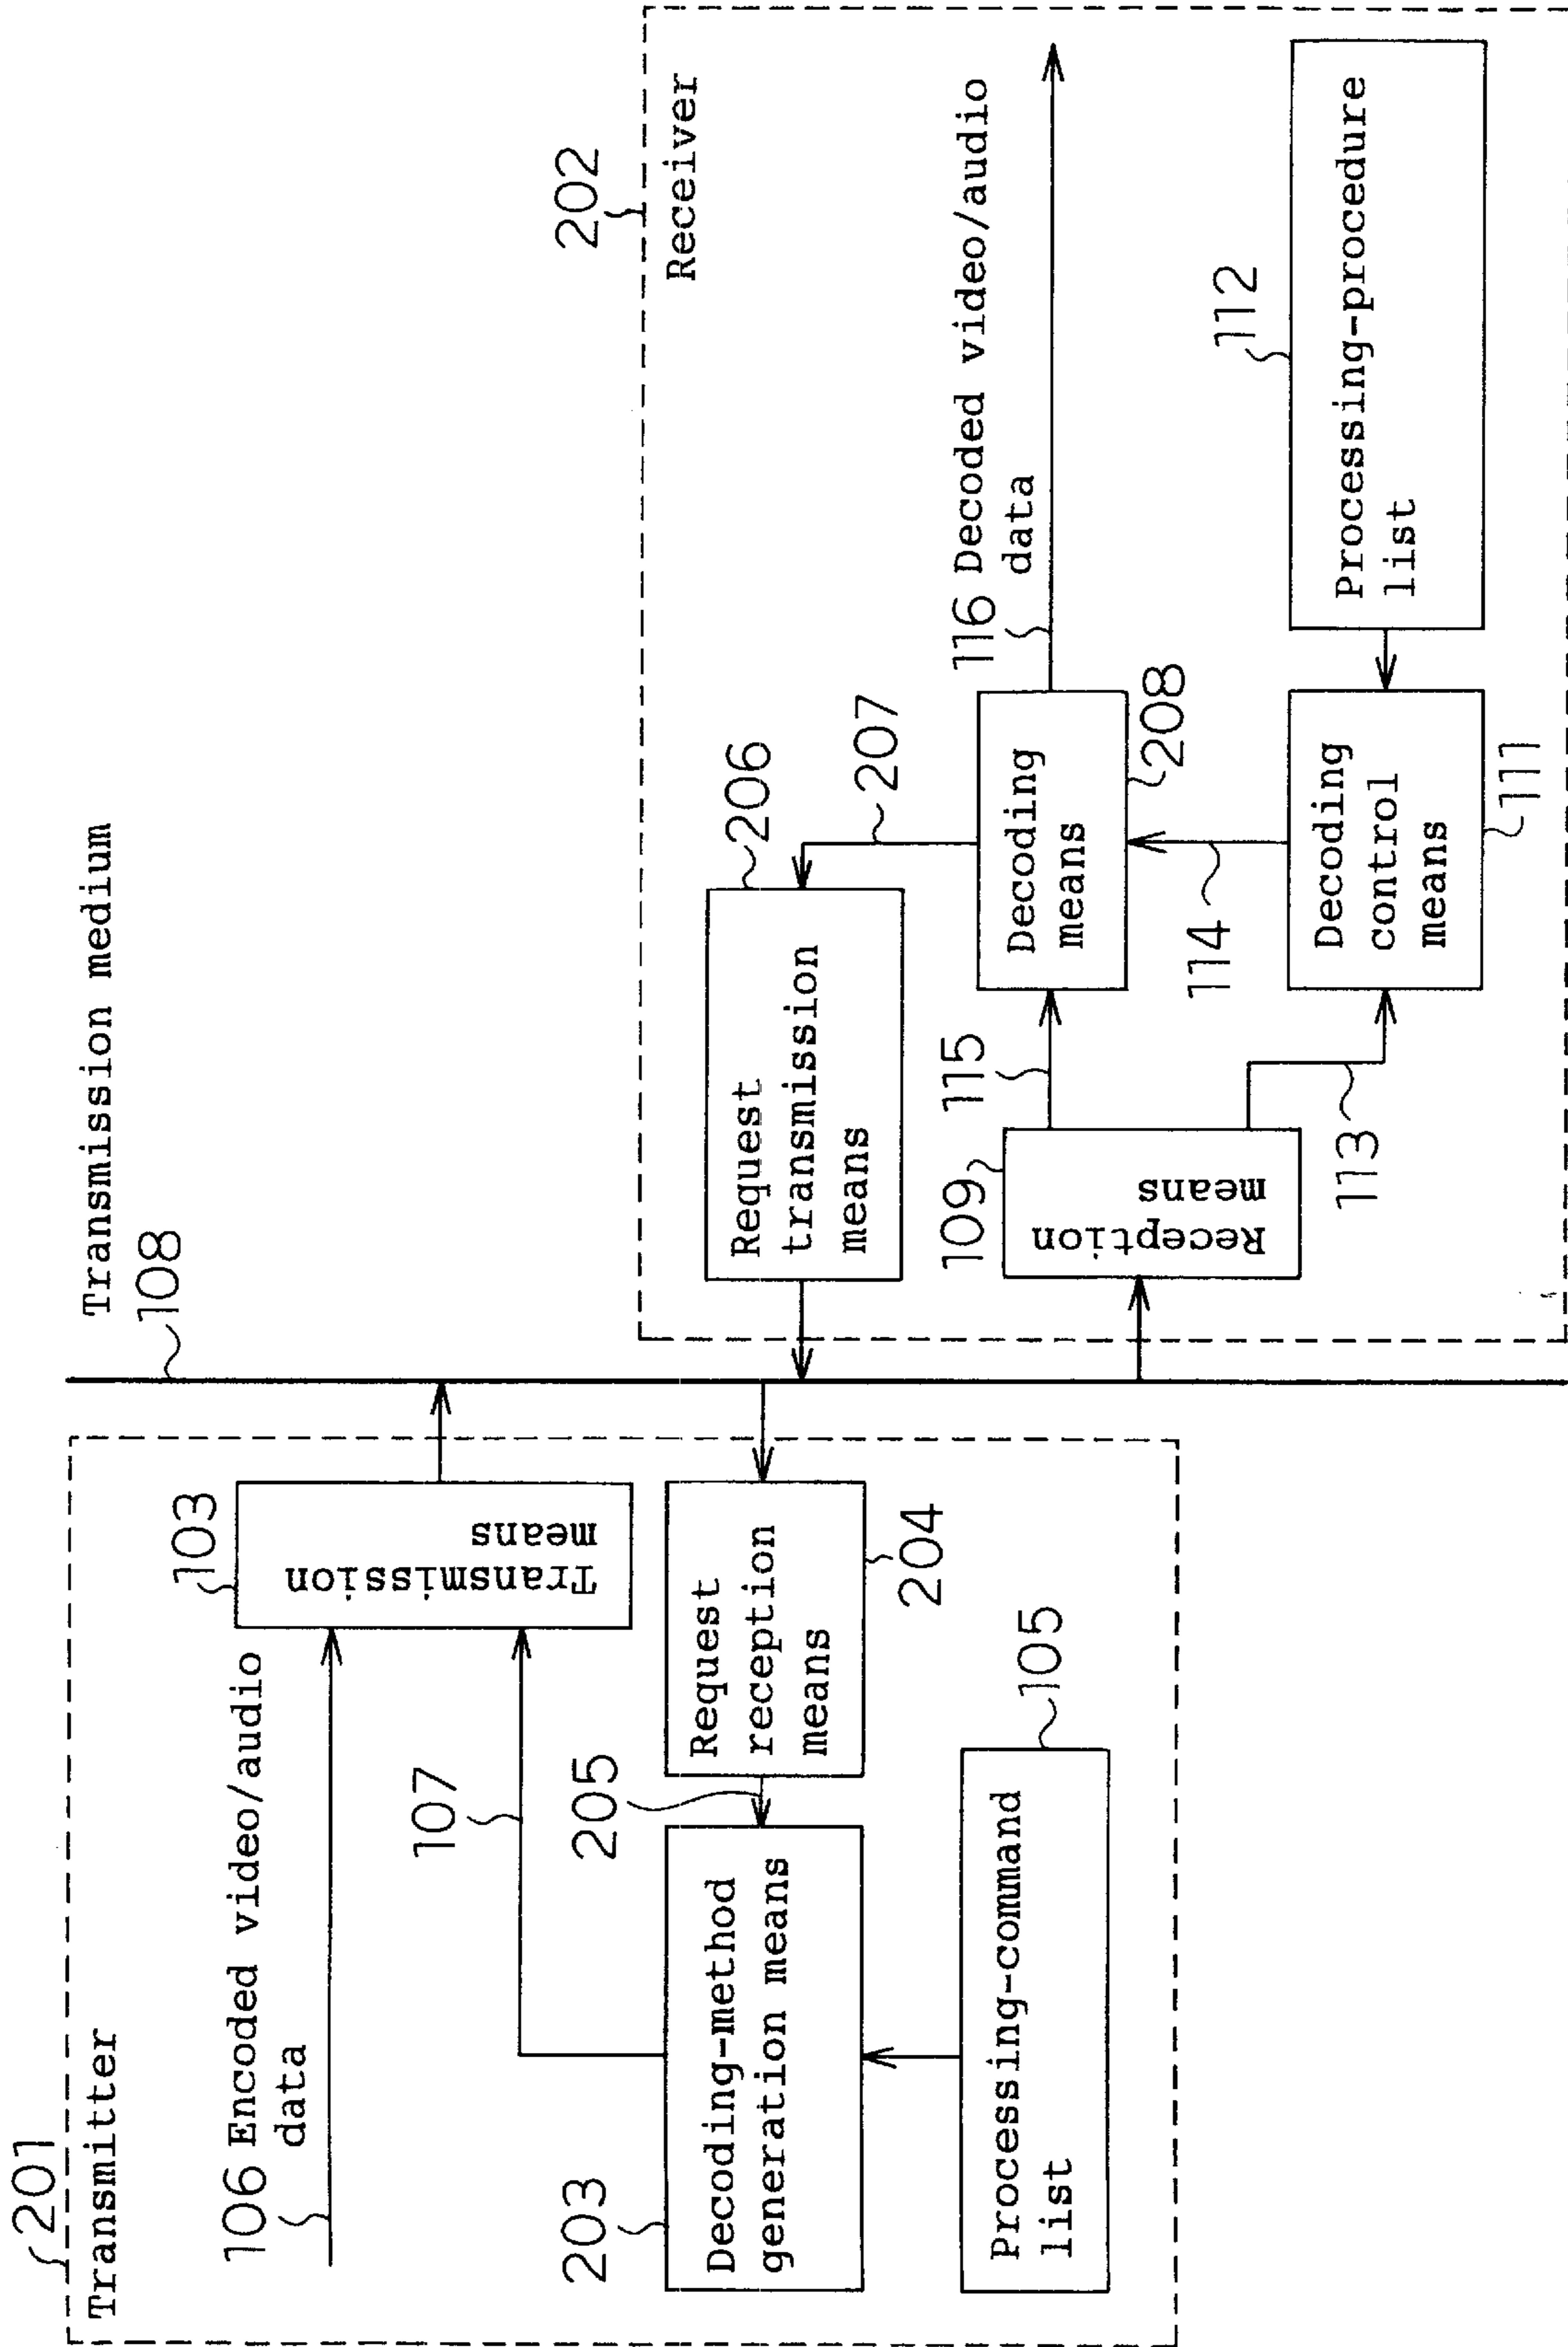 201
Transmitter
106 Encoded video/audio
data
103
Transmission
means
107
203
Decoding-method
generation means
205
Request
reception
means
204
Processing-command
list
105
Transmission medium
108
202
Receiver
206
Request
transmission
means
207
116 Decoded video/audio
data
109
Reception
means
115
Decoding
means
208
114
113
Decoding
control
means
111
112
Processing-procedure
list